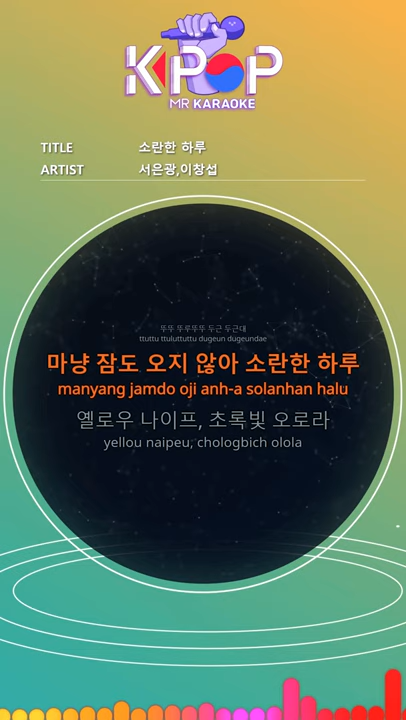 KPOP
MR KARAOKE
TITLE 소란한 하루
ARTIST 서은광,이창섭
뚜뚜 뚜루뚜뚜 두근 두근대
ttuttu ttuluttuttu dugeun dugeundae
마냥 잠도 오지 않아 소란한 하루
manyang jamdo oji anh-a solanhan halu
옐로우 나이프, 초록빛 오로라
yellou naipeu, chologbich olola